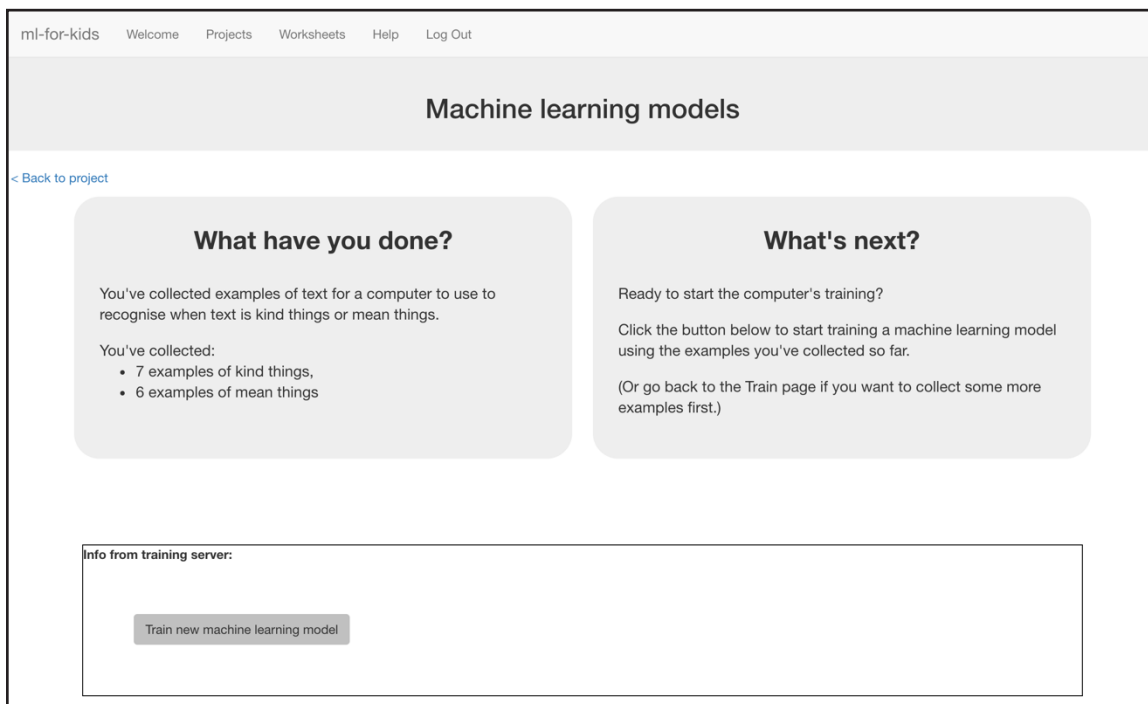 ml-for-kids Welcome Projects Worksheets Help Log Out
Machine learning models
< Back to project
What have you done?
You've collected examples of text for a computer to use to
recognise when text is kind things or mean things.
You've collected:
• 7 examples of kind things,
• 6 examples of mean things
What's next?
Ready to start the computer's training?
Click the button below to start training a machine learning model
using the examples you've collected so far.
(Or go back to the Train page if you want to collect some more
examples first.)
Info from training server:
Train new machine learning model